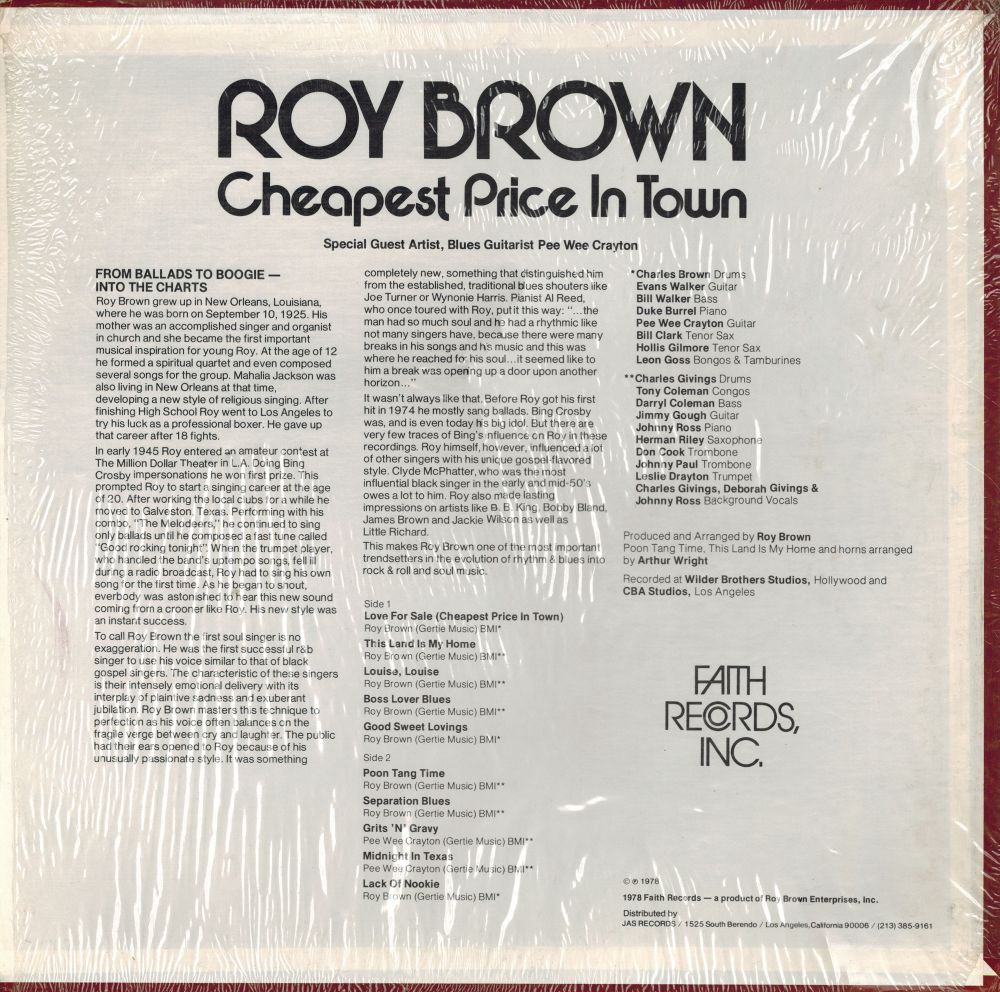 ROY BROWN
Cheapest Price In Town
Special Guest Artist, Blues Guitarist Pee Wee Crayton
FROM BALLADS TO BOOGIE —
INTO THE CHARTS
Roy Brown grew up in New Orleans, Louisiana,
where he was born on September 10, 1925. His
mother was an accomplished singer and organist
in church and she became the first important
musical inspiration for young Roy. At the age of 12
he formed a spiritual quartet and even composed
several songs for the group. Mahalia Jackson was
also living in New Orleans at that time,
developing a new style of religious singing. After
finishing High School Roy went to Los Angeles to
try his luck as a professional boxer. He gave up
that career after 18 fights.
In early 1945 Roy entered an amateur contest at
The Million Dollar Theater in L.A. Doing Bing
Crosby impersonations he won first prize. This
prompted Roy to start a singing career at the age
of 20. After working the local clubs for a while he
moved to Galveston, Texas. Performing with his
combo, "The Melodeers," he continued to sing
only ballads until he composed a fast tune called
"Good rocking tonight". When the trumpet player,
who handled the band's uptempo songs, fell ill
during a radio broadcast, Roy had to sing his own
song for the first time. As he began to shout,
everbody was astonished to hear this new sound
coming from a crooner like Roy. His new style was
an instant success.
To call Roy Brown the first soul singer is no
exaggeration. He was the first successful r&b
singer to use his voice similar to that of black
gospel singers. The characteristic of these singers
is their intensely emotional delivery with its
interplay of plaintive sadness and exuberant
jubilation. Roy Brown masters this technique to
perfection as his voice often balances on the
fragile verge between cry and laughter. The public
had their ears opened to Roy because of his
unusually passionate style. It was something
completely new, something that distinguished him
from the established, traditional blues shouters like
Joe Turner or Wynonie Harris. Pianist Al Reed,
who once toured with Roy, put it this way: "...the
man had so much soul and he had a rhythmic like
not many singers have, because there were many
breaks in his songs and his music and this was
where he reached for his soul...it seemed like to
him a break was opening up a door upon another
horizon..."
It wasn't always like that. Before Roy got his first
hit in 1974 he mostly sang ballads. Bing Crosby
was, and is even today his big idol. But there are
very few traces of Bing's influence on Roy in these
recordings. Roy himself, however, influenced a lot
of other singers with his unique gospel-flavored
style. Clyde McPhatter, who was the most
influential black singer in the early and mid-50's
owes a lot to him. Roy also made lasting
impressions on artists like B.B. King, Bobby Bland,
James Brown and Jackie Wilson as well as
Little Richard.
This makes Roy Brown one of the most important
trendsetters in the evolution of rhythm & blues into
rock & roll and soul music.
Side 1
Love For Sale (Cheapest Price In Town)
Roy Brown (Gertie Music) BMI*
This Land Is My Home
Roy Brown (Gertie Music) BMI**
Louise, Louise
Roy Brown (Gertie Music) BMI**
Boss Lover Blues
Roy Brown (Gertie Music) BMI**
Good Sweet Lovings
Roy Brown (Gertie Music) BMI*
Side 2
Poon Tang Time
Roy Brown (Gertie Music) BMI**
Separation Blues
Roy Brown (Gertie Music) BMI**
Grits 'N' Gravy
Pee Wee Crayton (Gertie Music) BMI**
Midnight In Texas
Pee Wee Crayton (Gertie Music) BMI**
Lack Of Nookie
Roy Brown (Gertie Music) BMI*
*Charles Brown Drums
Evans Walker Guitar
Bill Walker Bass
Duke Burrel Piano
Pee Wee Crayton Guitar
Bill Clark Tenor Sax
Hollis Gilmore Tenor Sax
Leon Goss Bongos & Tamburines
**Charles Givings Drums
Tony Coleman Congos
Darryl Coleman Bass
Jimmy Gough Guitar
Johnny Ross Piano
Herman Riley Saxophone
Don Cook Trombone
Johnny Paul Trombone
Leslie Drayton Trumpet
Charles Givings, Deborah Givings &
Johnny Ross Background Vocals
Produced and Arranged by Roy Brown
Poon Tang Time, This Land Is My Home and horns arranged
by Arthur Wright
Recorded at Wilder Brothers Studios, Hollywood and
CBA Studios, Los Angeles
FAITH
RECORDS,
INC.
© ℗ 1978
1978 Faith Records — a product of Roy Brown Enterprises, Inc.
Distributed by
JAS RECORDS / 1525 South Berendo / Los Angeles, California 90006 / (213) 385-9161